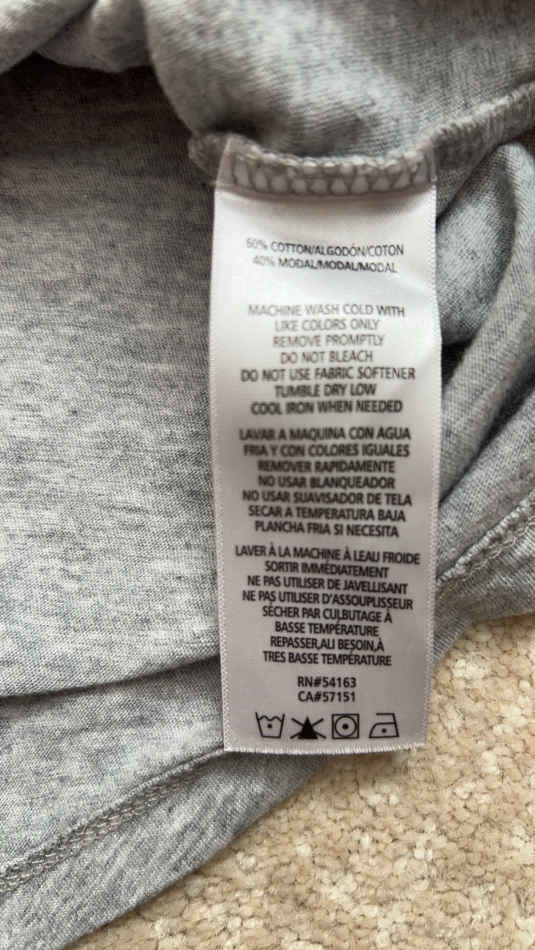 60% COTTON/ALGODÓN/COTON
40% MODAL/MODAL/MODAL
MACHINE WASH COLD WITH
LIKE COLORS ONLY
REMOVE PROMPTLY
DO NOT BLEACH
DO NOT USE FABRIC SOFTENER
TUMBLE DRY LOW
COOL IRON WHEN NEEDED
LAVAR A MAQUINA CON AGUA
FRIA Y CON COLORES IGUALES
REMOVER RAPIDAMENTE
NO USAR BLANQUEADOR
NO USAR SUAVISADOR DE TELA
SECAR A TEMPERATURA BAJA
PLANCHA FRIA SI NECESITA
LAVER À LA MACHINE À LEAU FROIDE
SORTIR IMMÉDIATEMENT
NE PAS UTILISER DE JAVELLISANT
NE PAS UTILISER D'ASSOUPLISSEUR
SÉCHER PAR CULBUTAGE À
BASSE TEMPÉRATURE
REPASSER,AU BESOIN,À
TRES BASSE TEMPÉRATURE
RN#54163
CA#57151